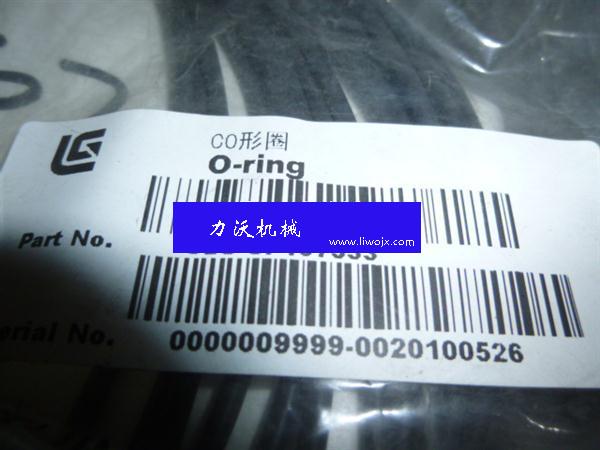 CO形圈
O-ring
力沃机械
www.liwojx.com
Part No.
erial No.
0000009999-0020100526